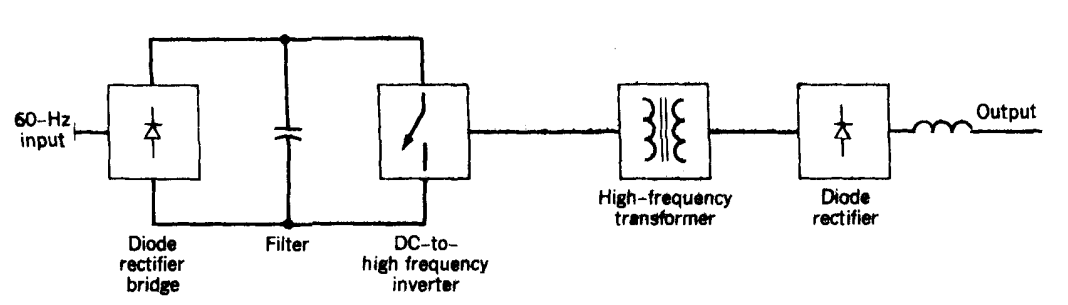 60-Hz
input
Diode
rectifier
bridge
Filter
DC-to-
high frequency
inverter
High-frequency
transformer
Diode
rectifier
Output